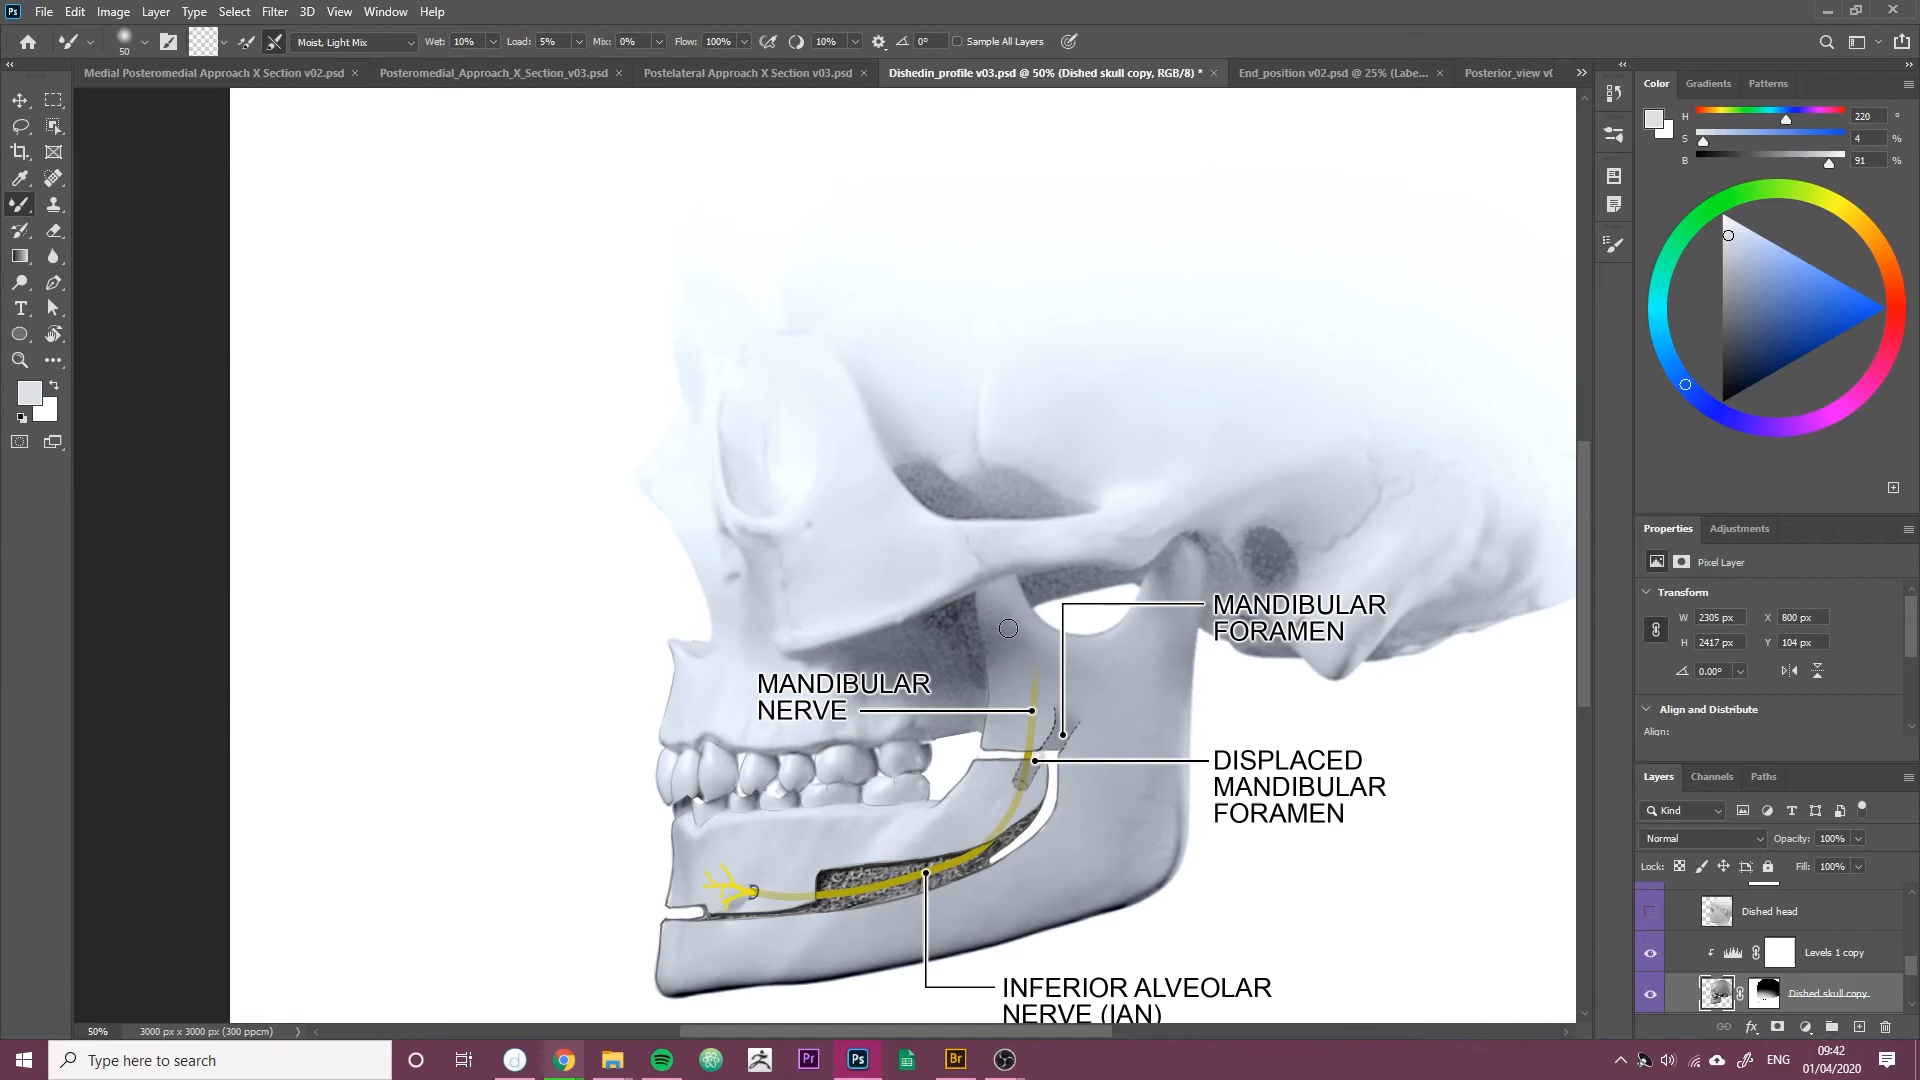 File Edit Image Layer Type Select Filter 3D View Window Help
50 Moist, Light Mix Wet: 10% Load: 5% Mix: 0% Flow: 100% 10% 0° Sample All Layers
Medial Posteromedial Approach X Section v02.psd × Posteromedial_Approach_X_Section_v03.psd × Postelateral Approach X Section v03.psd × Dishedin_profile v03.psd @ 50% (Dished skull copy, RGB/8) * × End_position v02.psd @ 25% (Labe... × Posterior_view v0
Color Gradients Patterns
H 220 °
S 4 %
B 91 %
Properties Adjustments
Pixel Layer
Transform
W 2305 px X 800 px
H 2417 px Y 104 px
0.00°
Align and Distribute
Align:
Layers Channels Paths
Kind
Normal Opacity: 100%
Lock: Fill: 100%
Dished head
Levels 1 copy
Dished skull copy
MANDIBULAR
FORAMEN
MANDIBULAR
NERVE
DISPLACED
MANDIBULAR
FORAMEN
INFERIOR ALVEOLAR
NERVE (IAN)
50% 3000 px x 3000 px (300 ppcm)
Type here to search
Pr Ps Br
ENG
09:42
01/04/2020